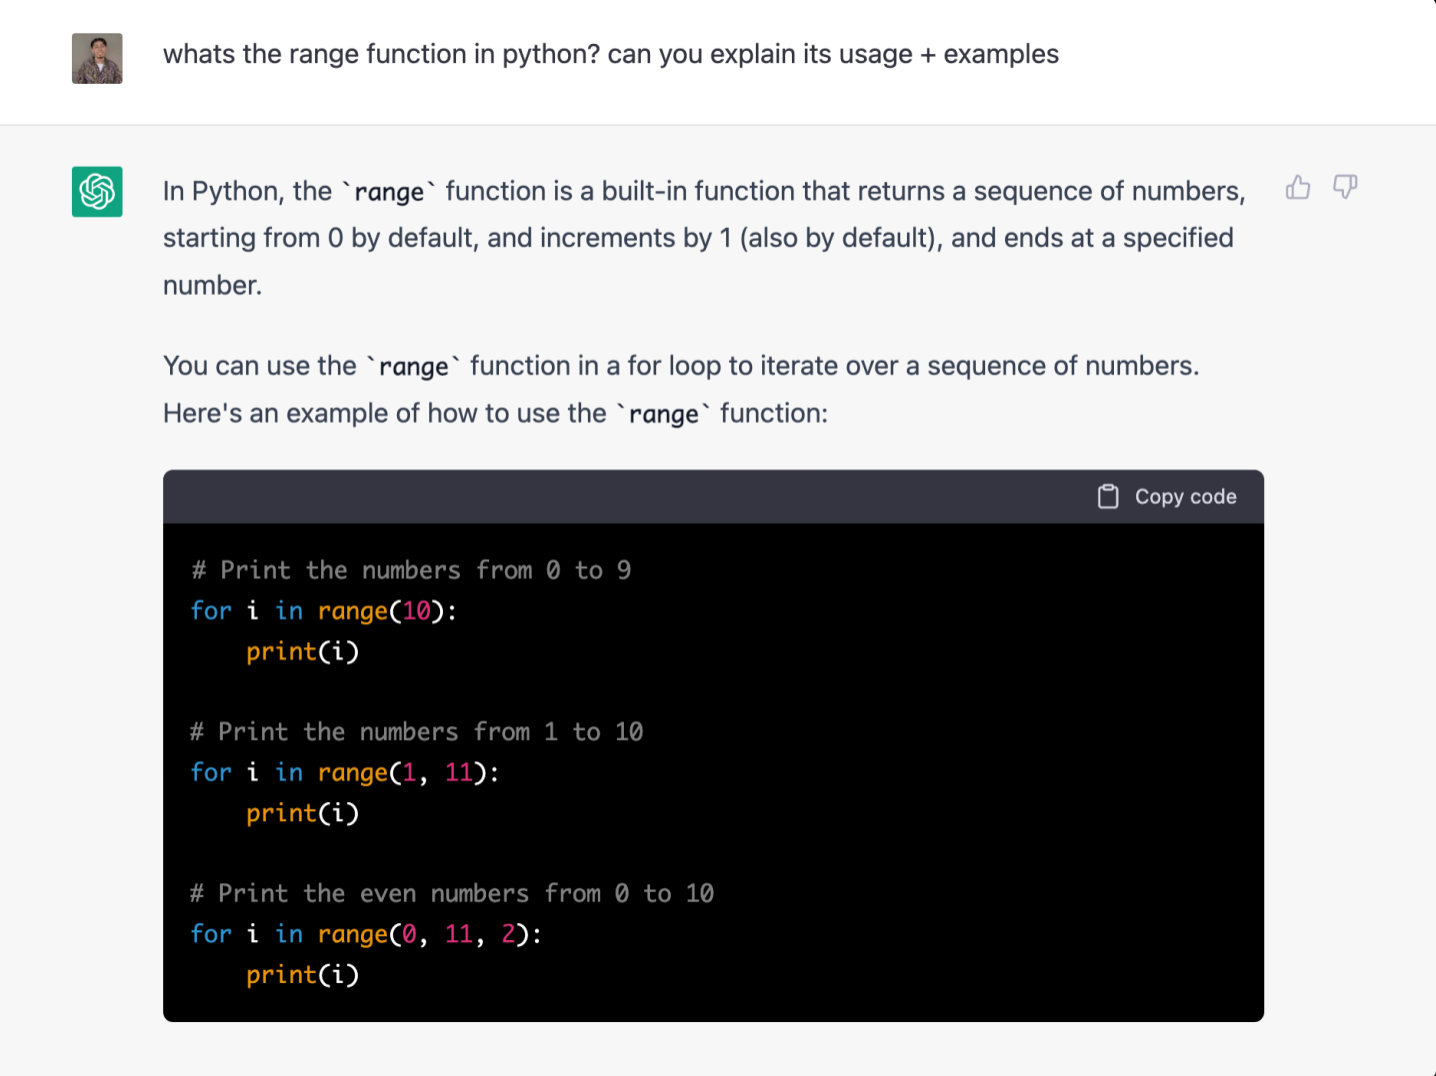 whats the range function in python? can you explain its usage + examples
In Python, the `range` function is a built-in function that returns a sequence of numbers,
starting from 0 by default, and increments by 1 (also by default), and ends at a specified
number.
You can use the `range` function in a for loop to iterate over a sequence of numbers.
Here's an example of how to use the `range` function:
Copy code
# Print the numbers from 0 to 9
for i in range(10):
    print(i)
# Print the numbers from 1 to 10
for i in range(1, 11):
    print(i)
# Print the even numbers from 0 to 10
for i in range(0, 11, 2):
    print(i)